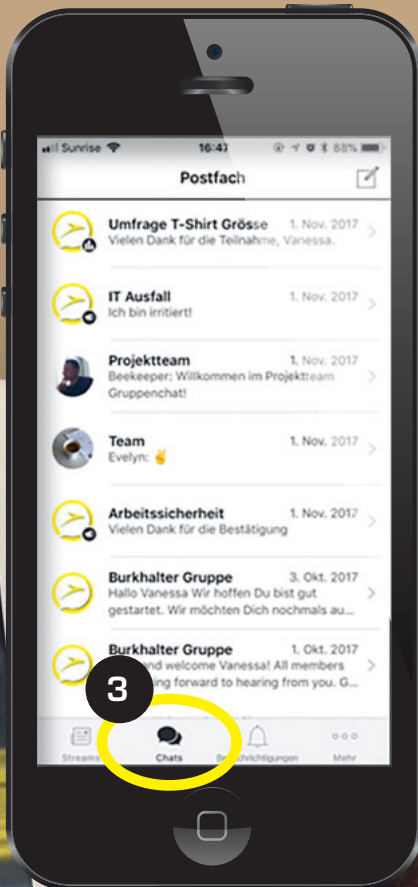 Sunrise 16:47 88%
Postfach
Umfrage T-Shirt Grösse 1. Nov. 2017
Vielen Dank für die Teilnahme, Vanessa.
IT Ausfall 1. Nov. 2017
Ich bin irritiert!
Projektteam 1. Nov. 2017
Beekeeper: Willkommen im Projektteam
Gruppenchat!
Team 1. Nov. 2017
Evelyn: ✌️
Arbeitssicherheit 1. Nov. 2017
Vielen Dank für die Bestätigung
Burkhalter Gruppe 3. Okt. 2017
Hallo Vanessa Wir hoffen Du bist gut
gestartet. Wir möchten Dich nochmals au...
Burkhalter Gruppe 1. Okt. 2017
and welcome Vanessa! All members
forward to hearing from you. G...
3
Streams Chats Mehr